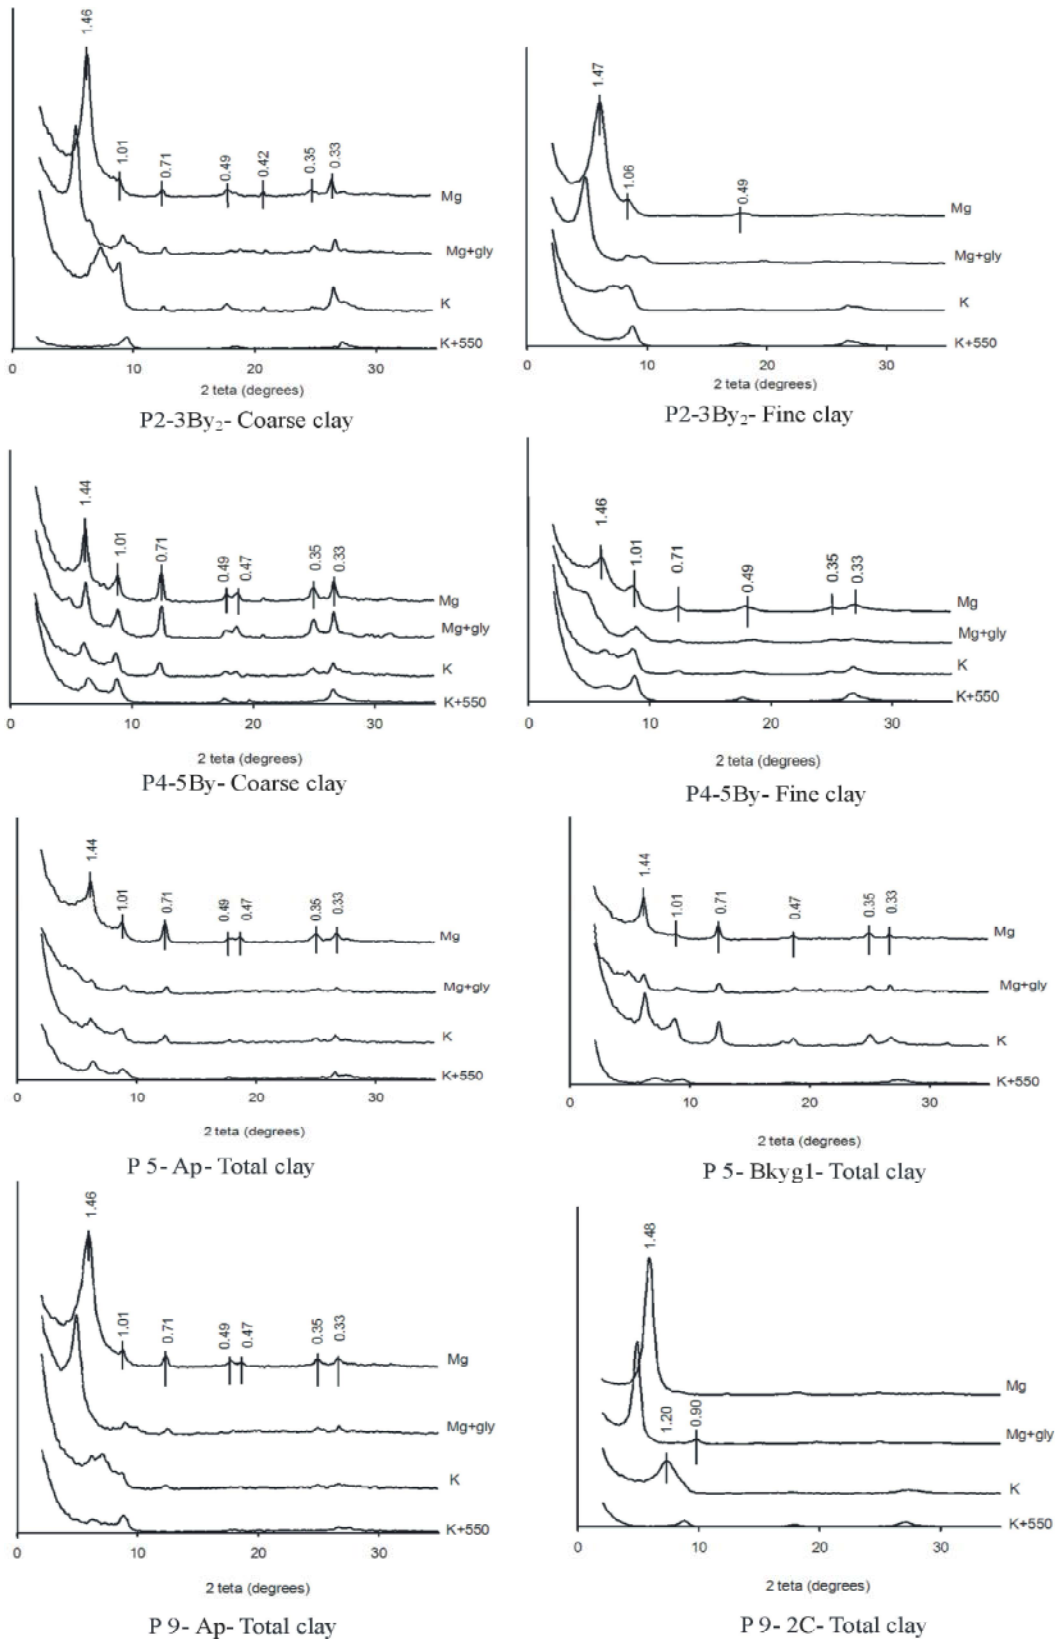 1.46
1.01
0.71
0.49
0.42
0.35
0.33
Mg
Mg+gly
K
K+550
0 10 20 30
2 teta (degrees)
P2-3By₂- Coarse clay
1.47
1.06
0.49
Mg
Mg+gly
K
K+550
0 10 20 30
2 teta (degrees)
P2-3By₂- Fine clay
1.44
1.01
0.71
0.49
0.47
0.35
0.33
Mg
Mg+gly
K
K+550
0 10 20 30
2 teta (degrees)
P4-5By- Coarse clay
1.46
1.01
0.71
0.49
0.35
0.33
Mg
Mg+gly
K
K+550
0 10 20 30
2 teta (degrees)
P4-5By- Fine clay
1.44
1.01
0.71
0.49
0.47
0.35
0.33
Mg
Mg+gly
K
K+550
0 10 20 30
2 teta (degrees)
P 5- Ap- Total clay
1.44
1.01
0.71
0.47
0.35
0.33
Mg
Mg+gly
K
K+550
0 10 20 30
2 teta (degrees)
P 5- Bkyg1- Total clay
1.46
1.01
0.71
0.49
0.47
0.35
0.33
Mg
Mg+gly
K
K+550
0 10 20 30
2 teta (degrees)
P 9- Ap- Total clay
1.48
Mg
1.20
0.90
Mg+gly
K
K+550
0 10 20 30
2 teta (degrees)
P 9- 2C- Total clay